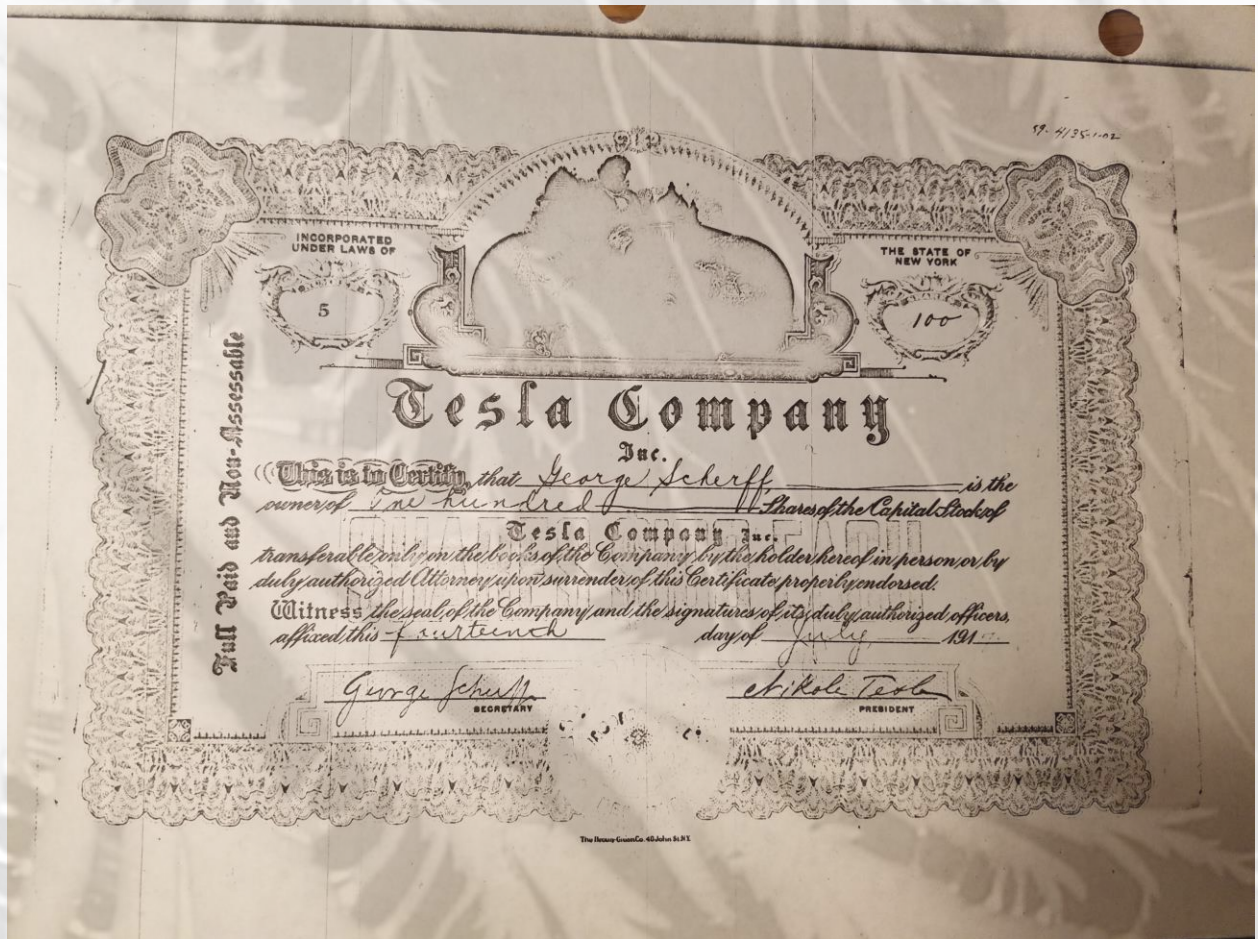 59-4135-1-02
INCORPORATED
UNDER LAWS OF
THE STATE OF
NEW YORK
5
100
Full Paid and Non-Assessable
Tesla Company
Inc.
This is to Certify, that George Scherff, is the
owner of One hundred Shares of the Capital Stock of
Tesla Company Inc.
transferable only on the books of the Company by the holder hereof in person or by
duly authorized Attorney upon surrender of this Certificate properly endorsed.
Witness the seal of the Company and the signatures of its duly authorized officers,
affixed this fourteenth day of July 191
George Scherff
SECRETARY
Nikola Tesla
PRESIDENT
Co. 48 John St. N.Y.